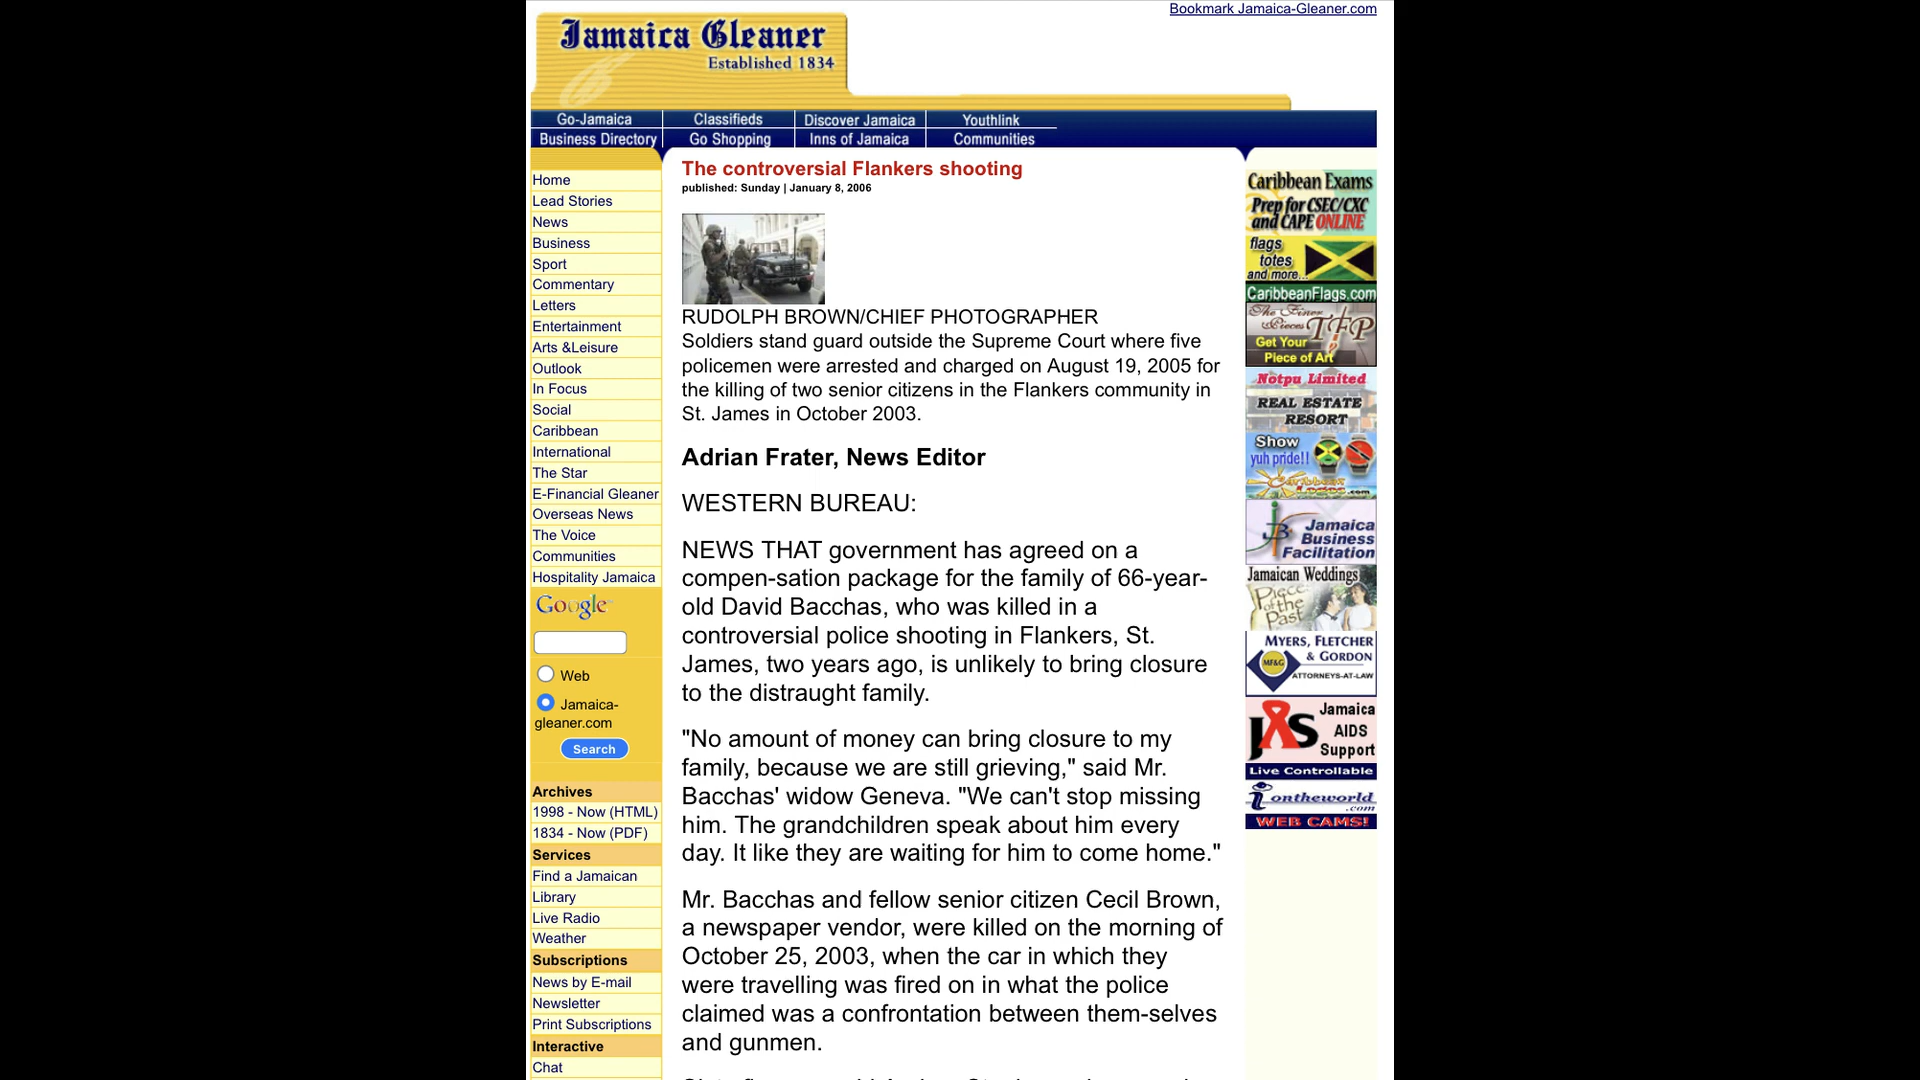 Bookmark Jamaica-Gleaner.com
Jamaica Gleaner
Established 1834
Go-Jamaica
Classifieds
Discover Jamaica
Youthlink
Business Directory
Go Shopping
Inns of Jamaica
Communities
Home
Lead Stories
News
Business
Sport
Commentary
Letters
Entertainment
Arts &Leisure
Outlook
In Focus
Social
Caribbean
International
The Star
E-Financial Gleaner
Overseas News
The Voice
Communities
Hospitality Jamaica
Google
Web
Jamaica-
gleaner.com
Search
Archives
1998 - Now (HTML)
1834 - Now (PDF)
Services
Find a Jamaican
Library
Live Radio
Weather
Subscriptions
News by E-mail
Newsletter
Print Subscriptions
Interactive
Chat
The controversial Flankers shooting
published: Sunday | January 8, 2006
RUDOLPH BROWN/CHIEF PHOTOGRAPHER
Soldiers stand guard outside the Supreme Court where five
policemen were arrested and charged on August 19, 2005 for
the killing of two senior citizens in the Flankers community in
St. James in October 2003.
Adrian Frater, News Editor
WESTERN BUREAU:
NEWS THAT government has agreed on a
compen-sation package for the family of 66-year-
old David Bacchas, who was killed in a
controversial police shooting in Flankers, St.
James, two years ago, is unlikely to bring closure
to the distraught family.
"No amount of money can bring closure to my
family, because we are still grieving," said Mr.
Bacchas' widow Geneva. "We can't stop missing
him. The grandchildren speak about him every
day. It like they are waiting for him to come home."
Mr. Bacchas and fellow senior citizen Cecil Brown,
a newspaper vendor, were killed on the morning of
October 25, 2003, when the car in which they
were travelling was fired on in what the police
claimed was a confrontation between them-selves
and gunmen.
Caribbean Exams
Prep for CSEC/CXC
and CAPE ONLINE
flags
totes
and more...
CaribbeanFlags.com
The Finer
Pieces TFP
Get Your
Piece of Art
Notpu Limited
REAL ESTATE
RESORT
Show
yuh pride!!
Caribbean
Logos.com
JBF
Jamaica
Business
Facilitation
Jamaican Weddings
Piece
of the
Past
MYERS, FLETCHER
& GORDON
MF&G
ATTORNEYS-AT-LAW
JAS
Jamaica
AIDS
Support
Live Controllable
iontheworld
.com
WEB CAMS!